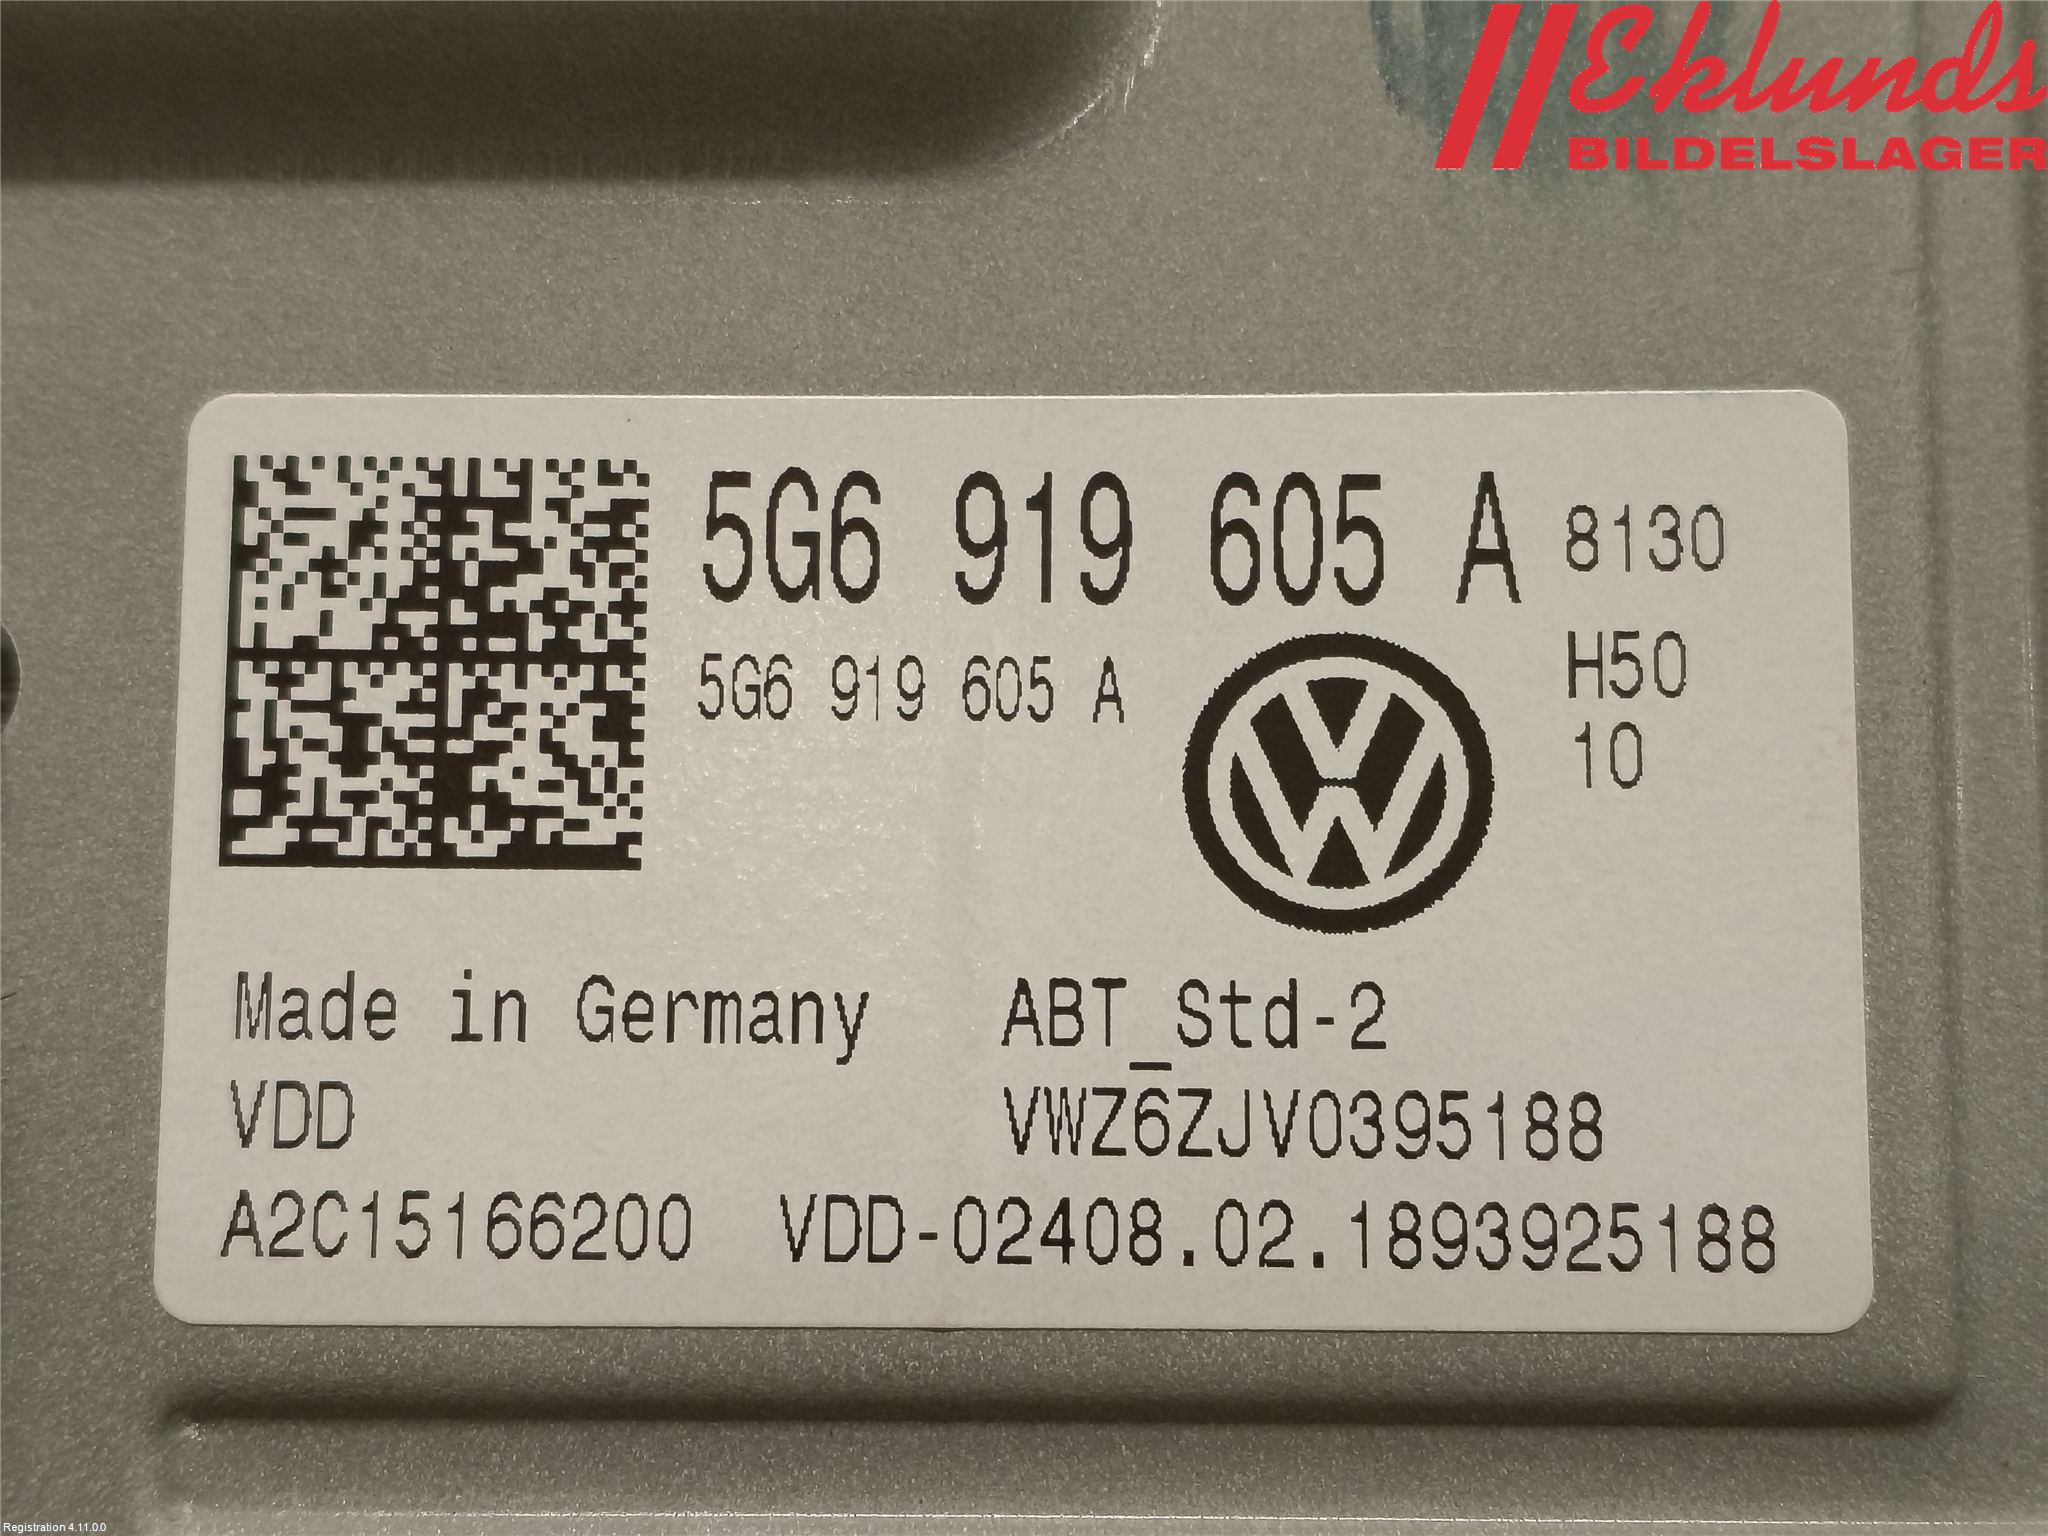 Eklunds
BILDELSLAGER
5G6 919 605 A 8130
5G6 919 605 A H50
10
Made in Germany ABT_Std-2
VDD VWZ6ZJV0395188
A2C15166200 VDD-02408.02.1893925188
Registration 4.11.0.0